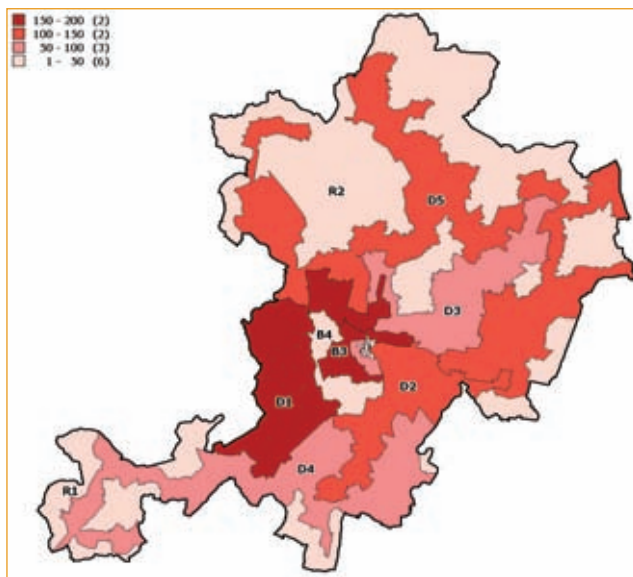 150 - 200 (2)
100 - 150 (2)
50 - 100 (3)
1 - 50 (6)
R2
D5
D3
B4
B3
D2
D1
D4
R1